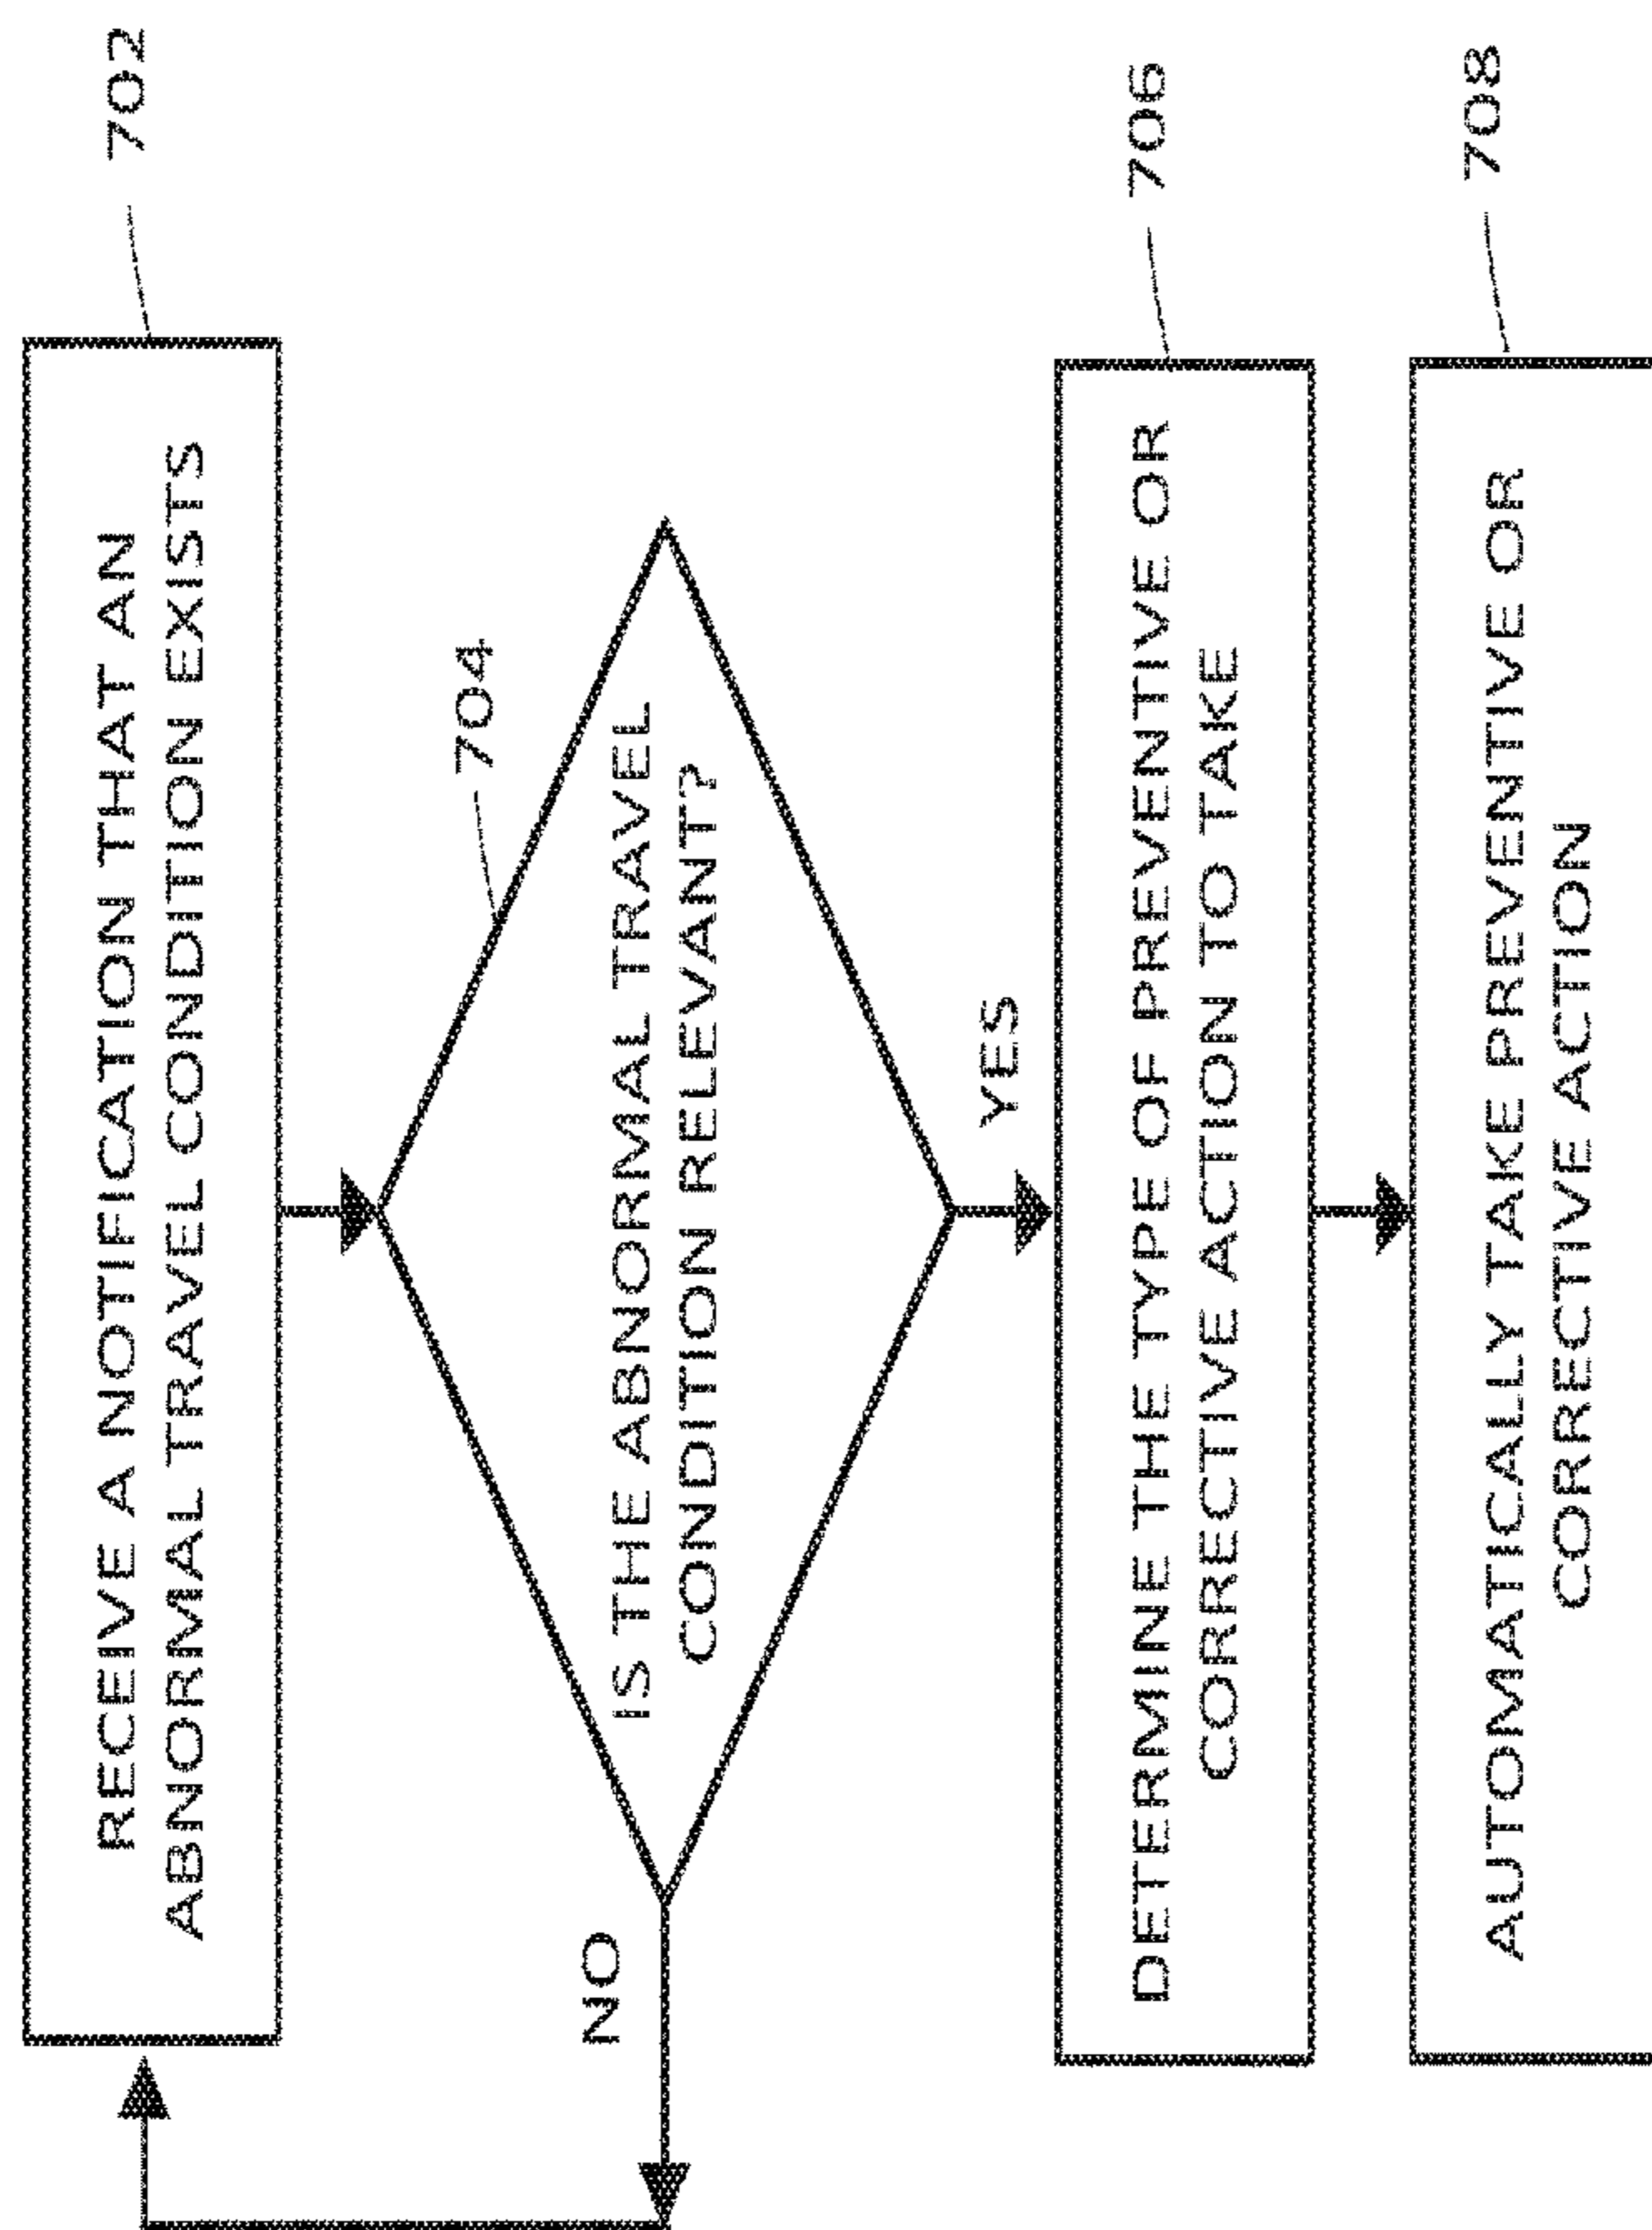 RECEIVE A NOTIFICATION THAT AN
ABNORMAL TRAVEL CONDITION EXISTS
702
704
IS THE ABNORMAL TRAVEL
CONDITION RELEVANT?
NO
YES
DETERMINE THE TYPE OF PREVENTIVE OR
CORRECTIVE ACTION TO TAKE
706
AUTOMATICALLY TAKE PREVENTIVE OR
CORRECTIVE ACTION
708